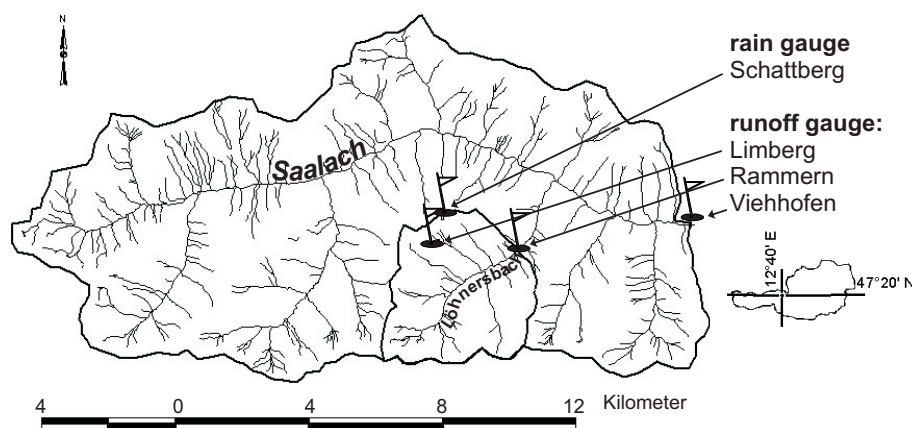 N
rain gauge
Schattberg
runoff gauge:
Limberg
Rammern
Viehhofen
Saalach
Löhnersbach
12°40' E
47°20' N
4 0 4 8 12 Kilometer